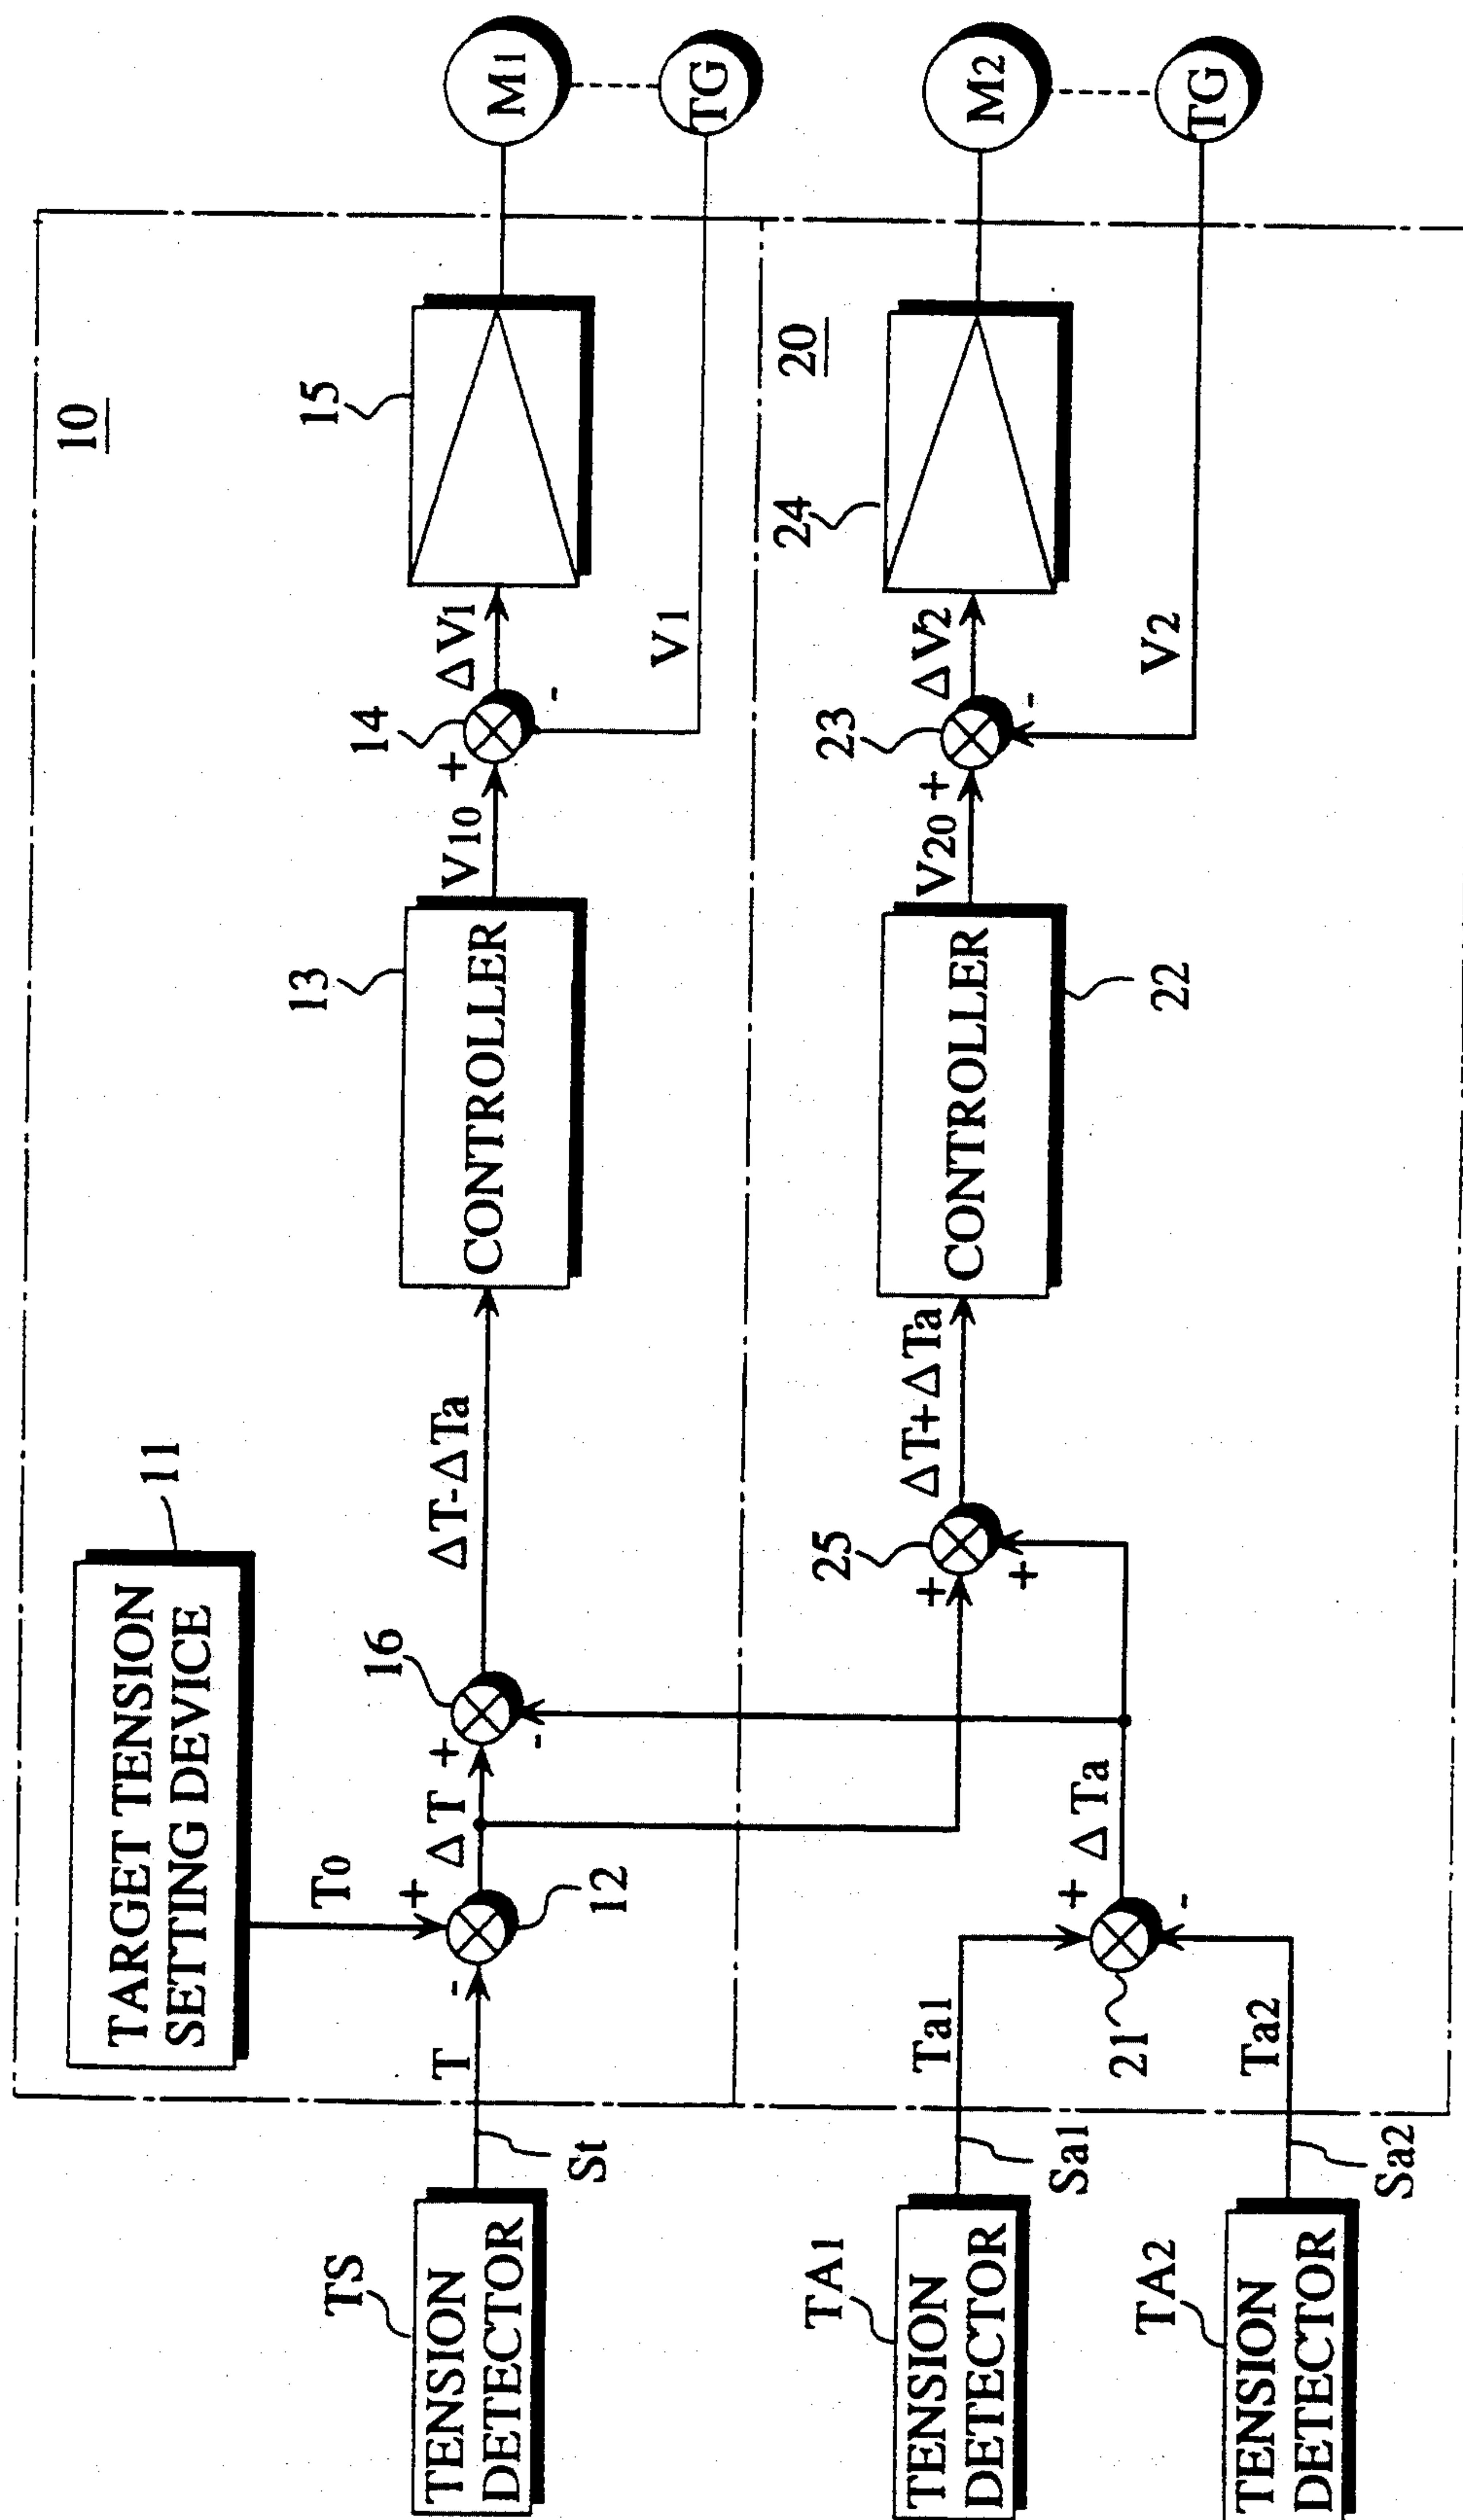 10
TARGET TENSION
SETTING DEVICE
11
T0
TS
TENSION
DETECTOR
St
T
-
+
12
ΔT
+
-
16
ΔT-ΔTa
13
CONTROLLER
V10
+
14
-
ΔV1
15
V1
M1
TG
20
TA1
TENSION
DETECTOR
Sa1
Ta1
TA2
TENSION
DETECTOR
Sa2
Ta2
21
+
-
ΔTa
25
+
+
ΔT+ΔTa
CONTROLLER
22
V20
+
23
-
ΔV2
24
V2
M2
TG